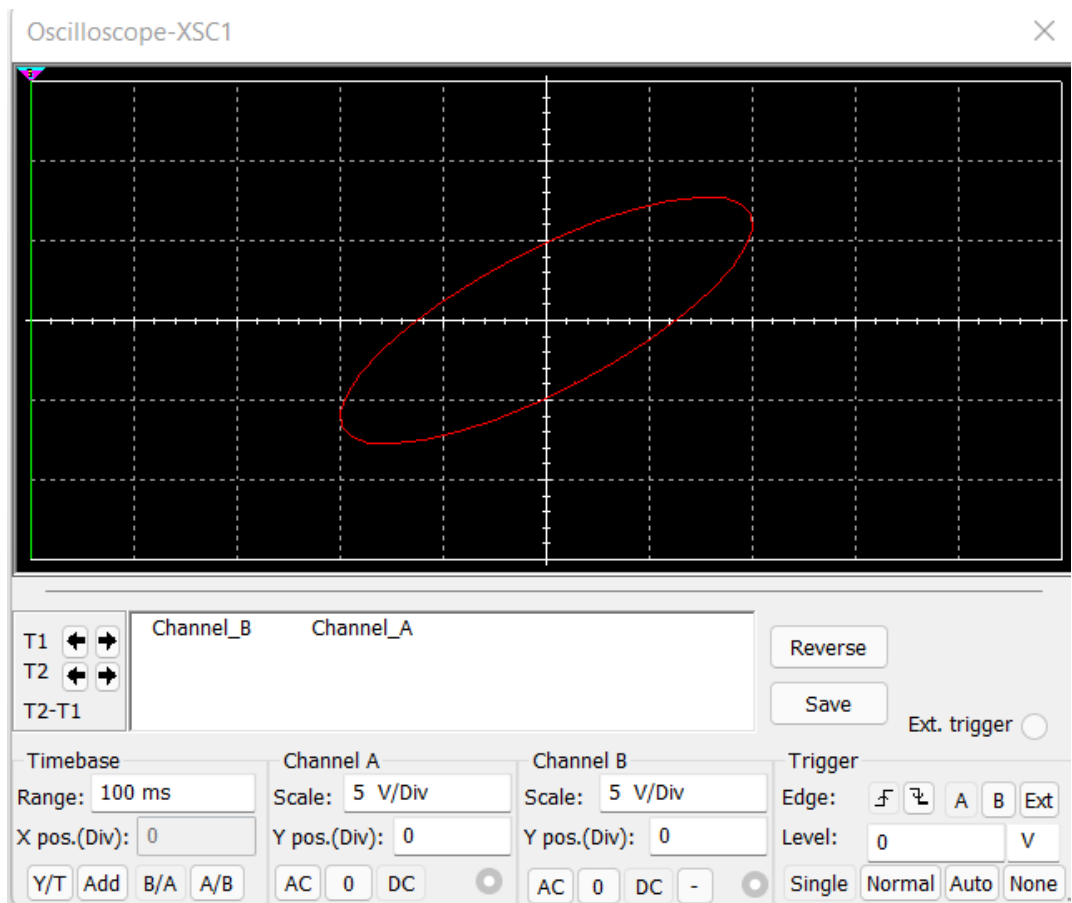 Oscilloscope-XSC1
Channel_B Channel_A
T1
T2
T2-T1
Reverse
Save
Ext. trigger
Timebase
Range: 100 ms
X pos.(Div): 0
Y/T Add B/A A/B
Channel A
Scale: 5 V/Div
Y pos.(Div): 0
AC 0 DC
Channel B
Scale: 5 V/Div
Y pos.(Div): 0
AC 0 DC -
Trigger
Edge: A B Ext
Level: 0 V
Single Normal Auto None